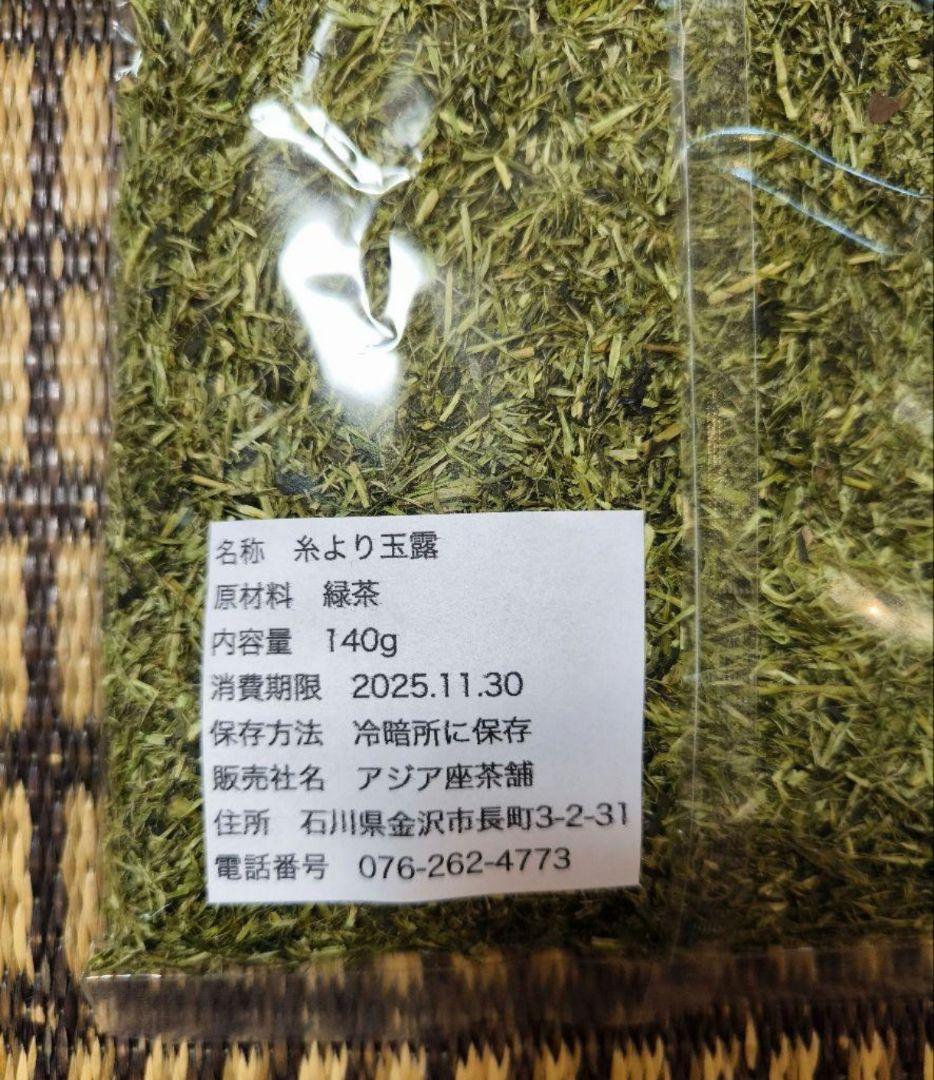 名称　糸より玉露
原材料　緑茶
内容量　140g
消費期限　2025.11.30
保存方法　冷暗所に保存
販売社名　アジア座茶舗
住所　石川県金沢市長町3-2-31
電話番号　076-262-4773